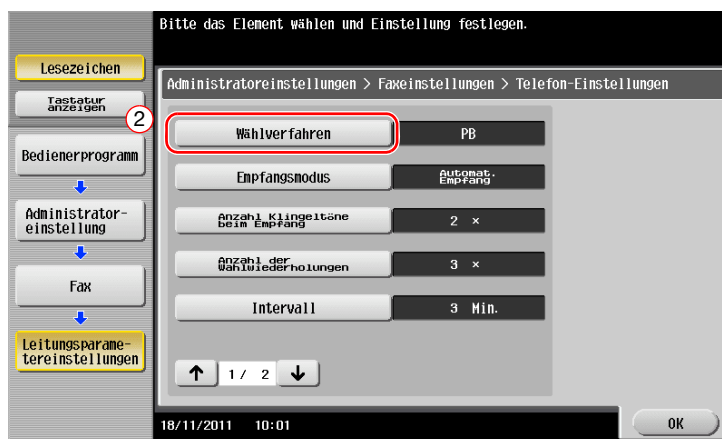 Bitte das Element wählen und Einstellung festlegen.
Lesezeichen
Tastatur
anzeigen
2
Bedienerprogramm
Administrator-
einstellung
Fax
Leitungsparame-
tereinstellungen
Administratoreinstellungen > Faxeinstellungen > Telefon-Einstellungen
Wählverfahren PB
Empfangsmodus Automat.
Empfang
Anzahl Klingeltöne
beim Empfang 2 ×
Anzahl der
Wahlwiederholungen 3 ×
Intervall 3 Min.
↑ 1/ 2 ↓
18/11/2011 10:01
OK